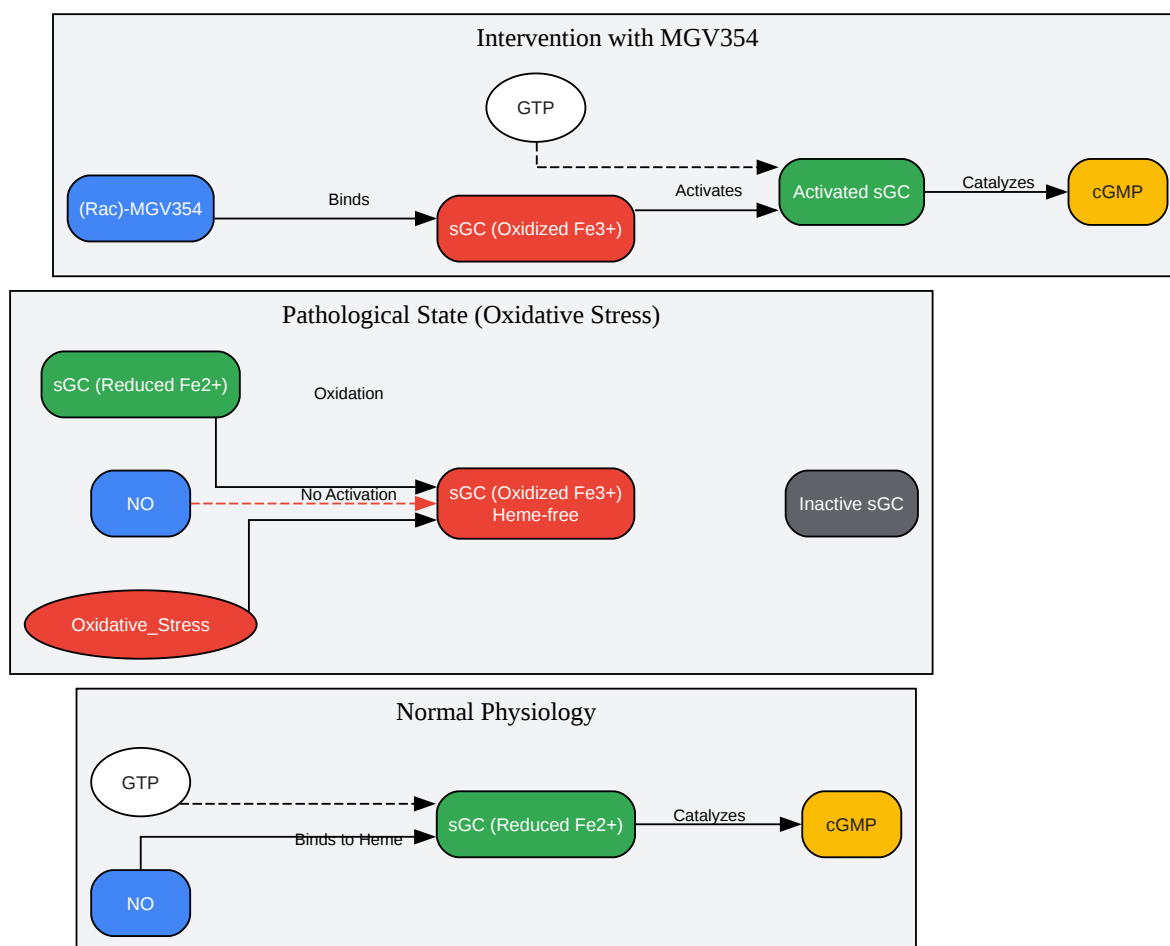 Intervention with MGV354
GTP
(Rac)-MGV354
Binds
sGC (Oxidized Fe3+)
Activates
Activated sGC
Catalyzes
cGMP
Pathological State (Oxidative Stress)
sGC (Reduced Fe2+)
Oxidation
NO
No Activation
sGC (Oxidized Fe3+)
Heme-free
Inactive sGC
Oxidative_Stress
Normal Physiology
GTP
Binds to Heme
sGC (Reduced Fe2+)
Catalyzes
cGMP
NO